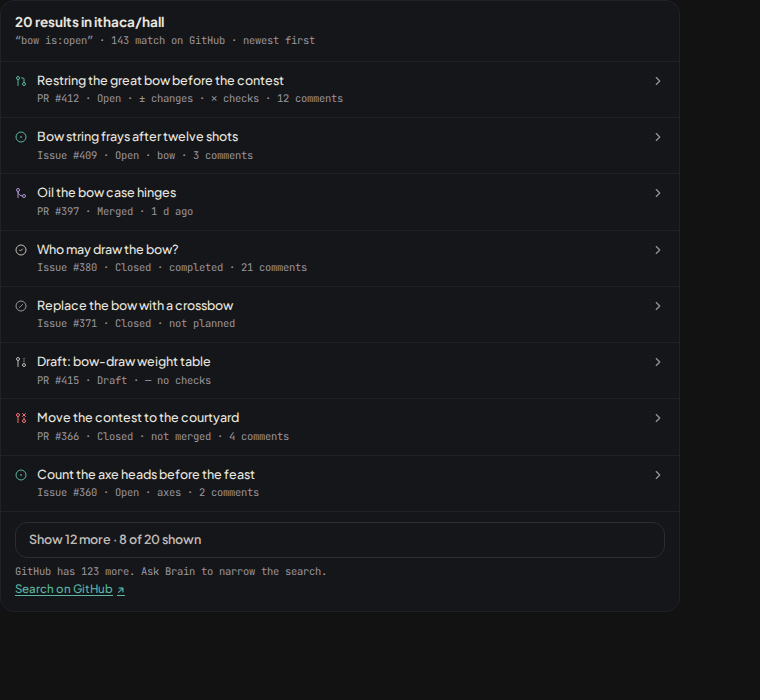 20 results in ithaca/hall
“bow is:open” · 143 match on GitHub · newest first
Restring the great bow before the contest
PR #412 · Open · ± changes · × checks · 12 comments
Bow string frays after twelve shots
Issue #409 · Open · bow · 3 comments
Oil the bow case hinges
PR #397 · Merged · 1 d ago
Who may draw the bow?
Issue #380 · Closed · completed · 21 comments
Replace the bow with a crossbow
Issue #371 · Closed · not planned
Draft: bow-draw weight table
PR #415 · Draft · — no checks
Move the contest to the courtyard
PR #366 · Closed · not merged · 4 comments
Count the axe heads before the feast
Issue #360 · Open · axes · 2 comments
Show 12 more · 8 of 20 shown
GitHub has 123 more. Ask Brain to narrow the search.
Search on GitHub ↗